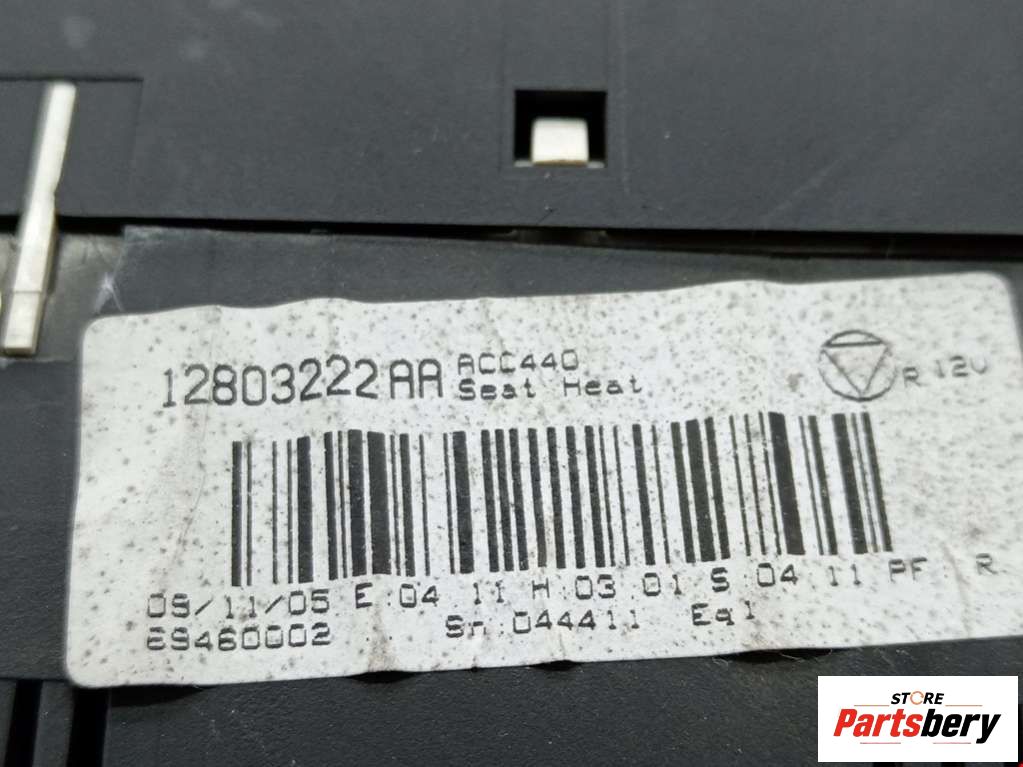 12803222AA ACC440
Seat Heat
R 12V
09/11/05 E:04 11 H:03.01 S:04 11 PF: R.
69460002 Sn:044411 Eq1
STORE
Partsbery